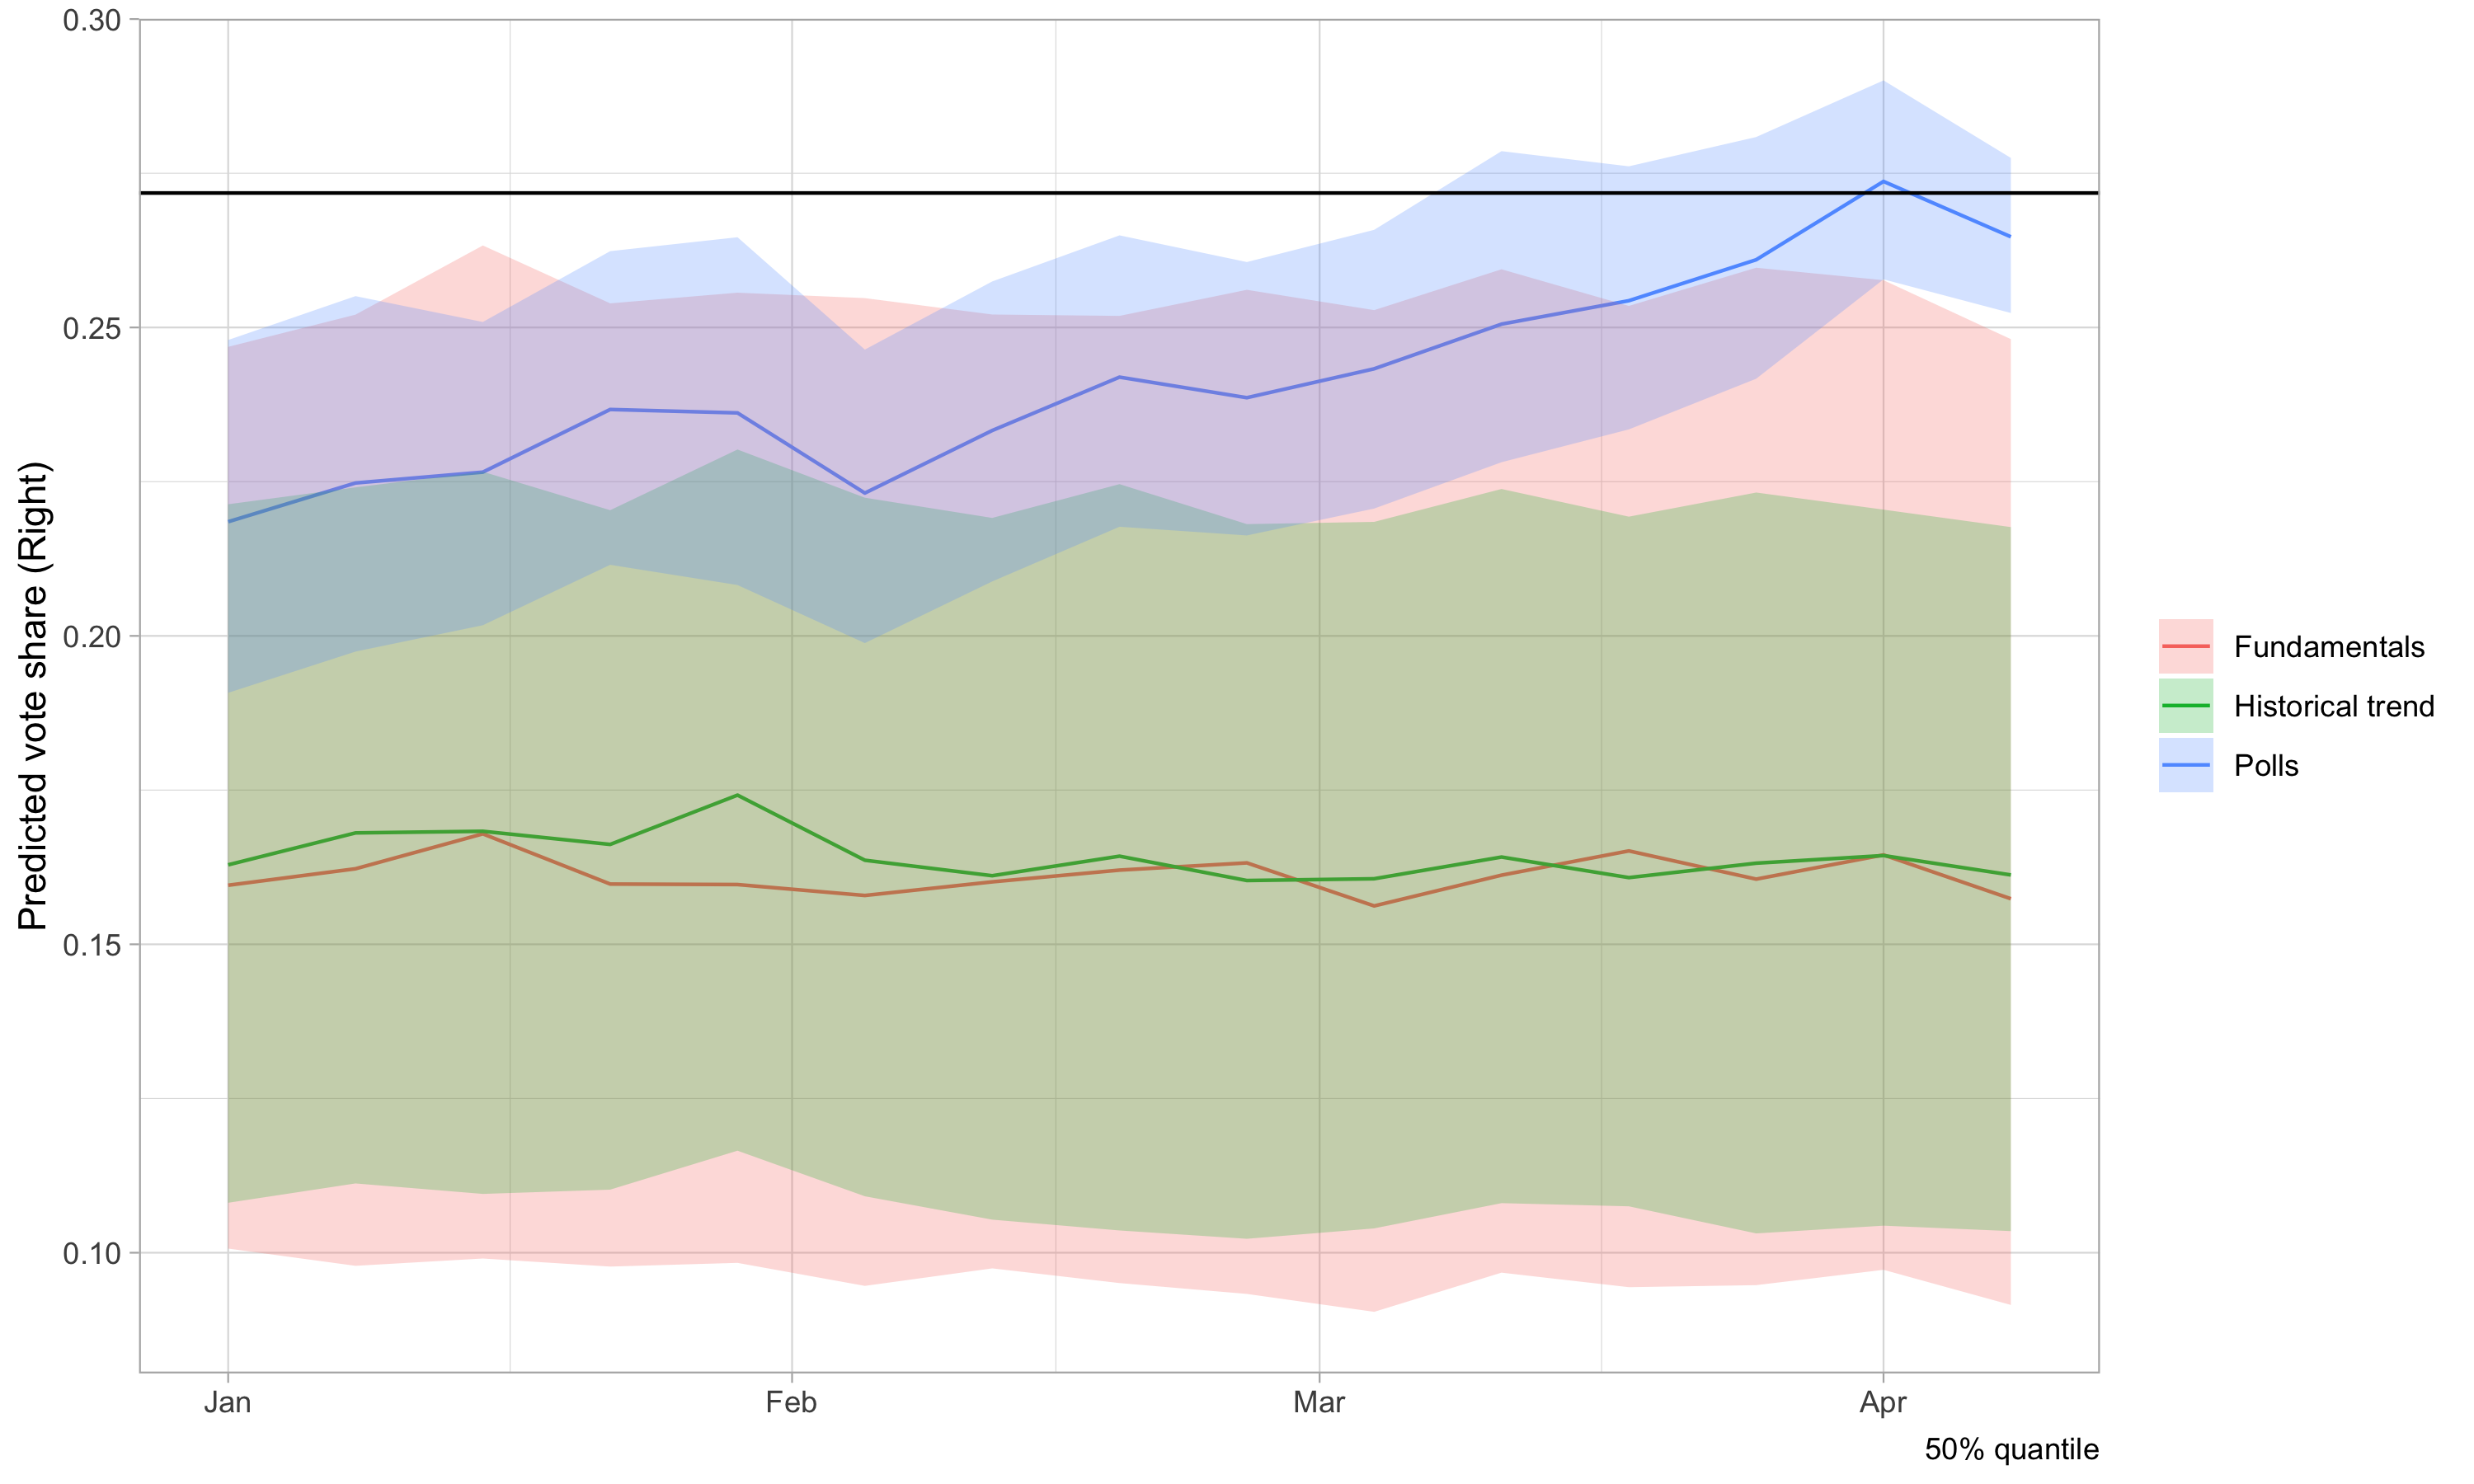 Predicted vote share (Right)
0.30
0.25
0.20
0.15
0.10
Jan
Feb
Mar
Apr
50% quantile
Fundamentals
Historical trend
Polls